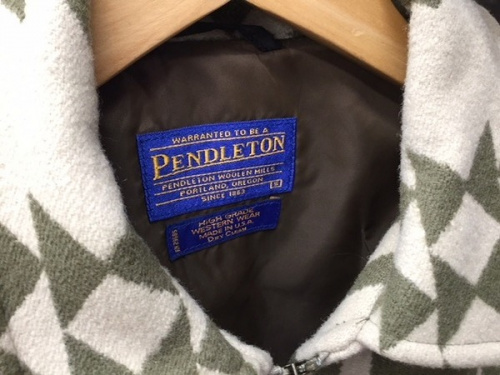 WARRANTED TO BE A
PENDLETON
PENDLETON WOOLEN MILLS
PORTLAND, OREGON
SINCE 1863
HIGH GRADE
WESTERN WEAR
MADE IN U.S.A.
DRY CLEAN